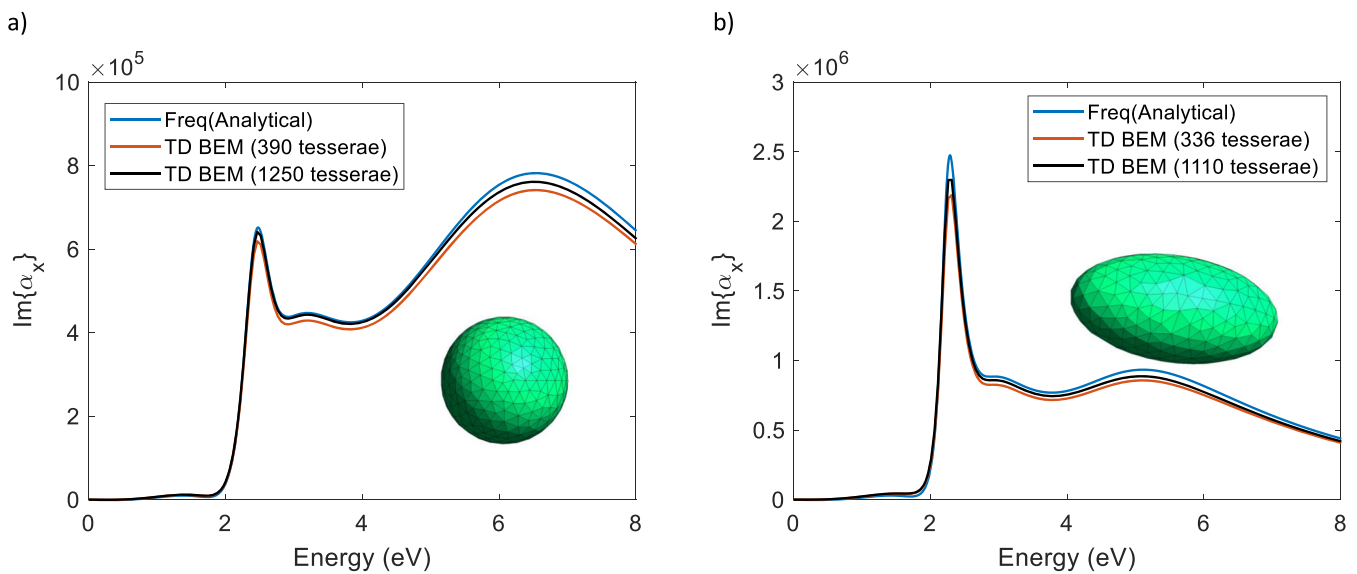 a)
×10^5
10
8
6
4
2
0
0 2 4 6 8
Energy (eV)
Im{α_x}
Freq(Analytical)
TD BEM (390 tesserae)
TD BEM (1250 tesserae)
b)
×10^6
3
2.5
2
1.5
1
0.5
0
0 2 4 6 8
Energy (eV)
Im{α_x}
Freq(Analytical)
TD BEM (336 tesserae)
TD BEM (1110 tesserae)